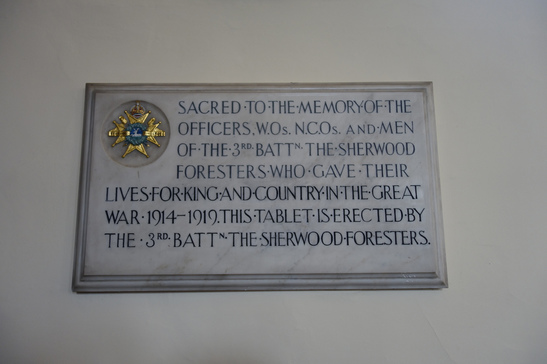 SACRED·TO·THE·MEMORY·OF·THE
OFFICERS, W.Os. N.C.Os. AND·MEN
OF·THE·3RD. BATTN. THE·SHERWOOD
FORESTERS·WHO·GAVE·THEIR
LIVES·FOR·KING·AND·COUNTRY·IN·THE·GREAT
WAR·1914–1919. THIS·TABLET·IS·ERECTED·BY
THE·3RD. BATTN. THE·SHERWOOD·FORESTERS.